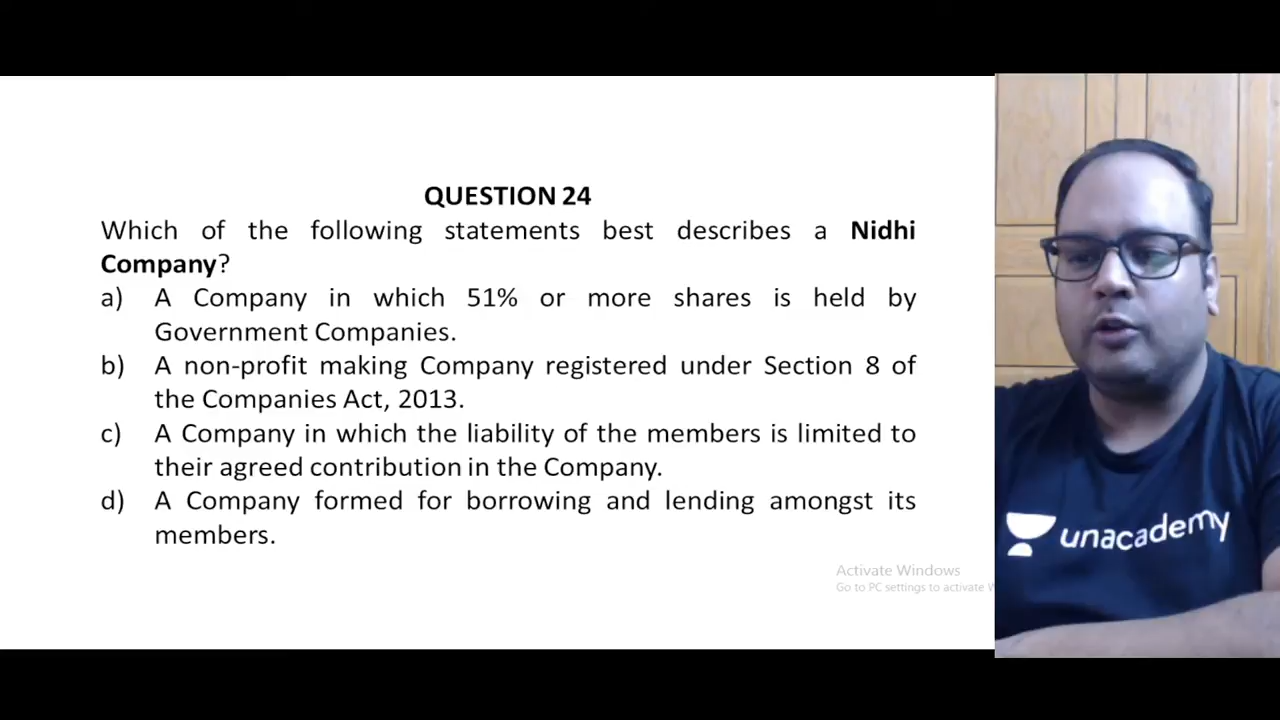 QUESTION 24
Which of the following statements best describes a Nidhi
Company?
a) A Company in which 51% or more shares is held by
Government Companies.
b) A non-profit making Company registered under Section 8 of
the Companies Act, 2013.
c) A Company in which the liability of the members is limited to
their agreed contribution in the Company.
d) A Company formed for borrowing and lending amongst its
members.
Activate Windows
Go to PC settings to activate W
unacademy